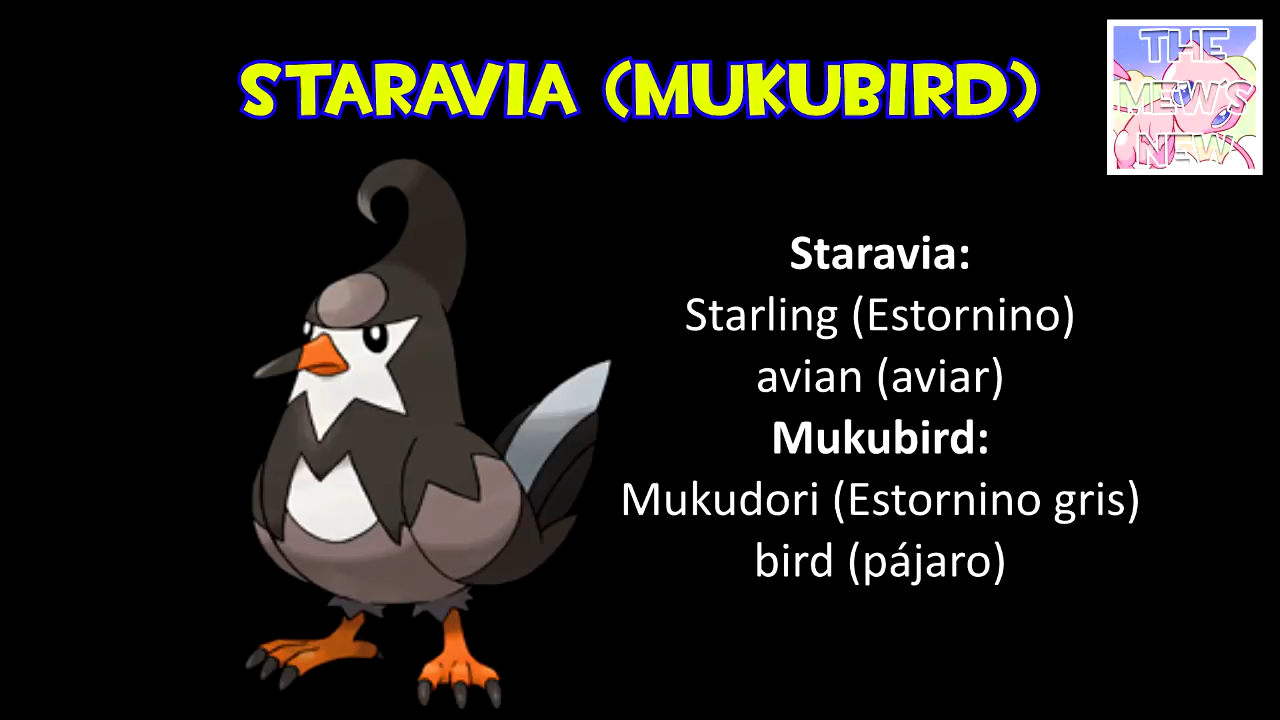 STARAVIA (MUKUBIRD)
THE
MEW'S
NEW
Staravia:
Starling (Estornino)
avian (aviar)
Mukubird:
Mukudori (Estornino gris)
bird (pájaro)